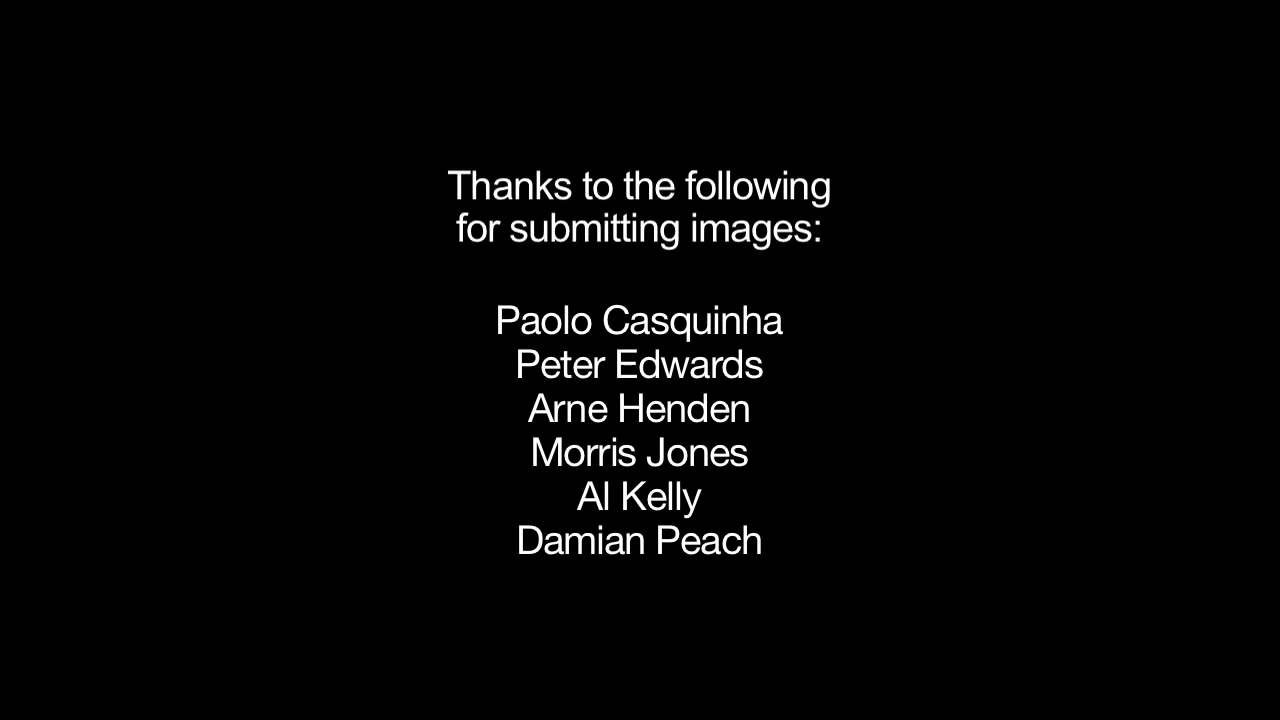 Thanks to the following
for submitting images:
Paolo Casquinha
Peter Edwards
Arne Henden
Morris Jones
Al Kelly
Damian Peach